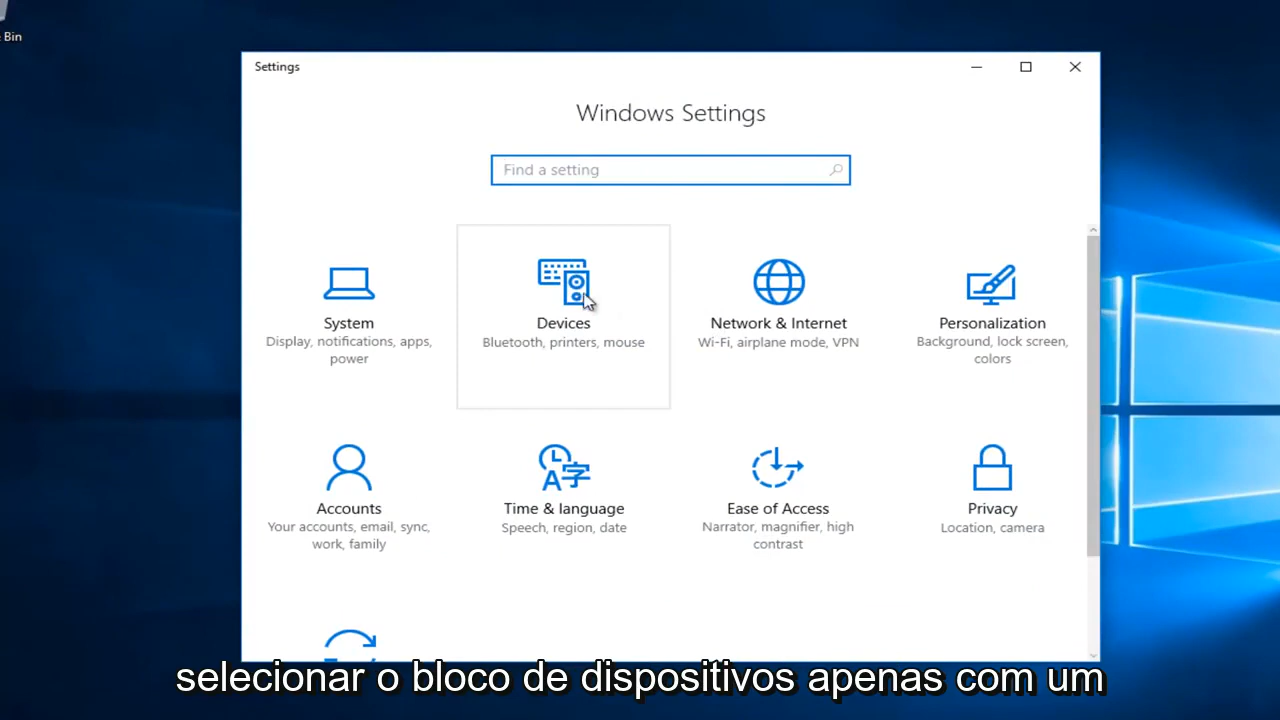 Bin
Settings
Windows Settings
Find a setting
System
Display, notifications, apps,
power
Devices
Bluetooth, printers, mouse
Network & Internet
Wi-Fi, airplane mode, VPN
Personalization
Background, lock screen,
colors
Accounts
Your accounts, email, sync,
work, family
Time & language
Speech, region, date
Ease of Access
Narrator, magnifier, high
contrast
Privacy
Location, camera
selecionar o bloco de dispositivos apenas com um